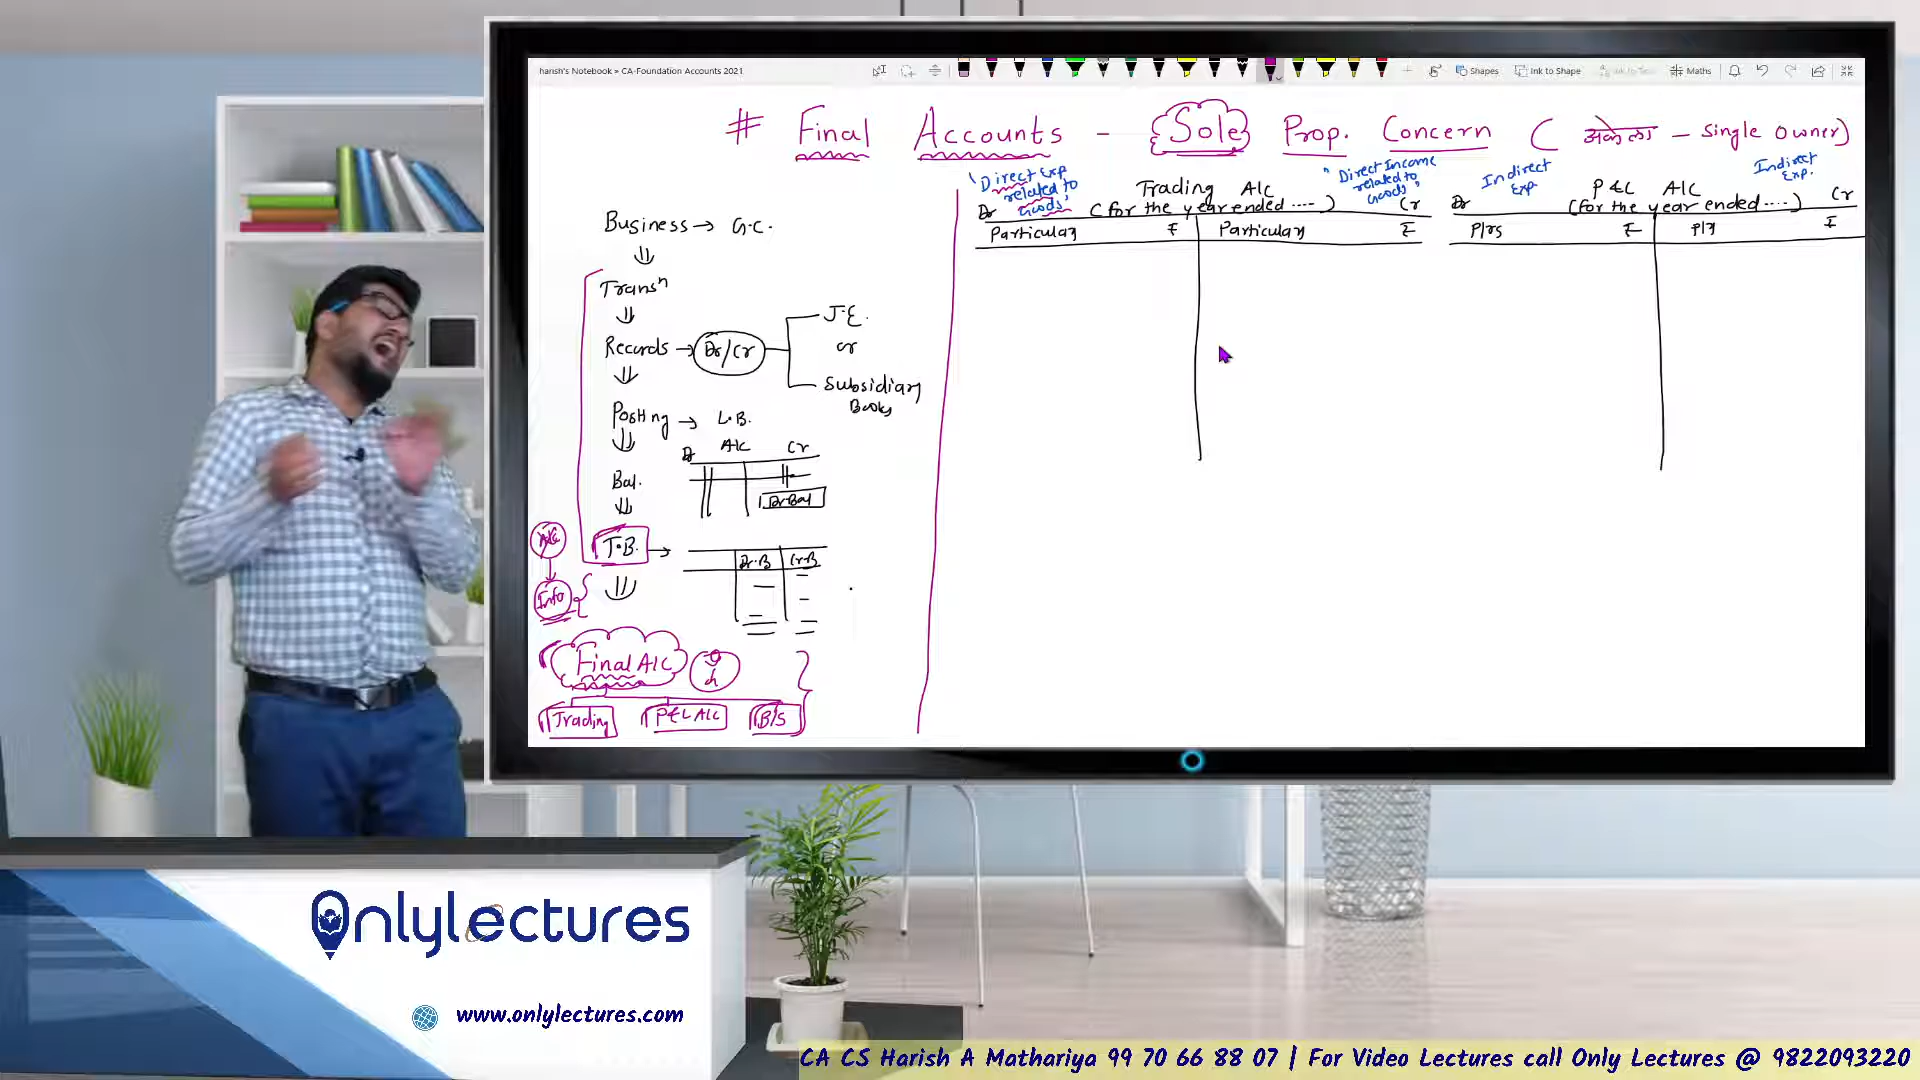 harish's Notebook > CA-Foundation Accounts 2021
Shapes
Ink to Shape
Maths
# Final Accounts - Sole Prop. Concern ( अकेला - Single Owner)
Business → G.C.
Transⁿ
Records → Dr/Cr
J.E.
or
Subsidiary
Books
Posting → L.B.
Dr A/C Cr
Bal.
Dr Bal
T.B. →
Dr.B Cr.B
Info
Final A/C
Trading P&L A/C B/S
"Direct Exp
related to
Goods"
Trading A/C
"Direct Income
related to
Goods"
Dr (for the year ended ....) Cr
Particular ₹ Particular ₹
Indirect
Exp
P&L A/C
Indirect
Exp.
Dr (for the year ended ....) Cr
P/rs ₹ P/r ₹
Onlylectures
www.onlylectures.com
CA CS Harish A Mathariya 99 70 66 88 07 | For Video Lectures call Only Lectures @ 9822093220